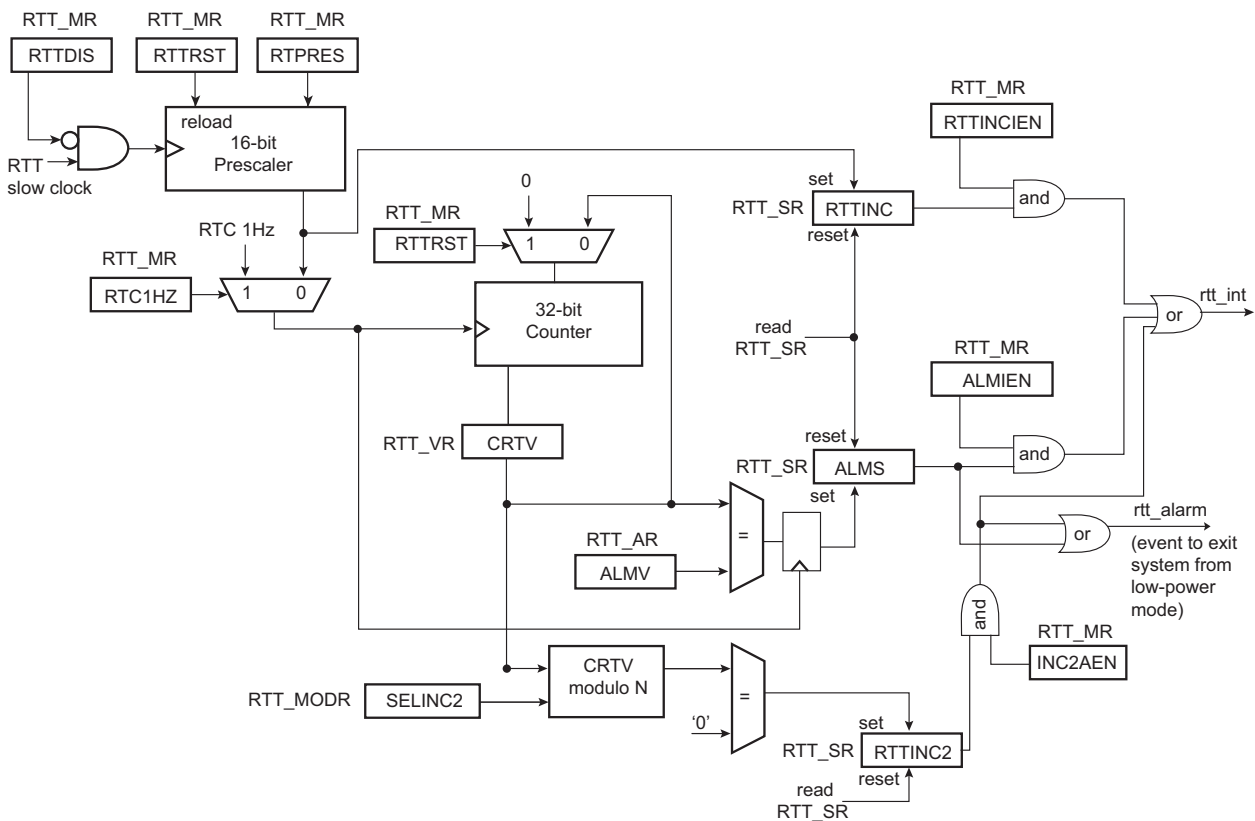 RTT_MR
RTT_MR
RTT_MR
RTTDIS
RTTRST
RTPRES
reload
16-bit
Prescaler
RTT
slow clock
RTT_MR
RTTINCIEN
set
RTT_SR
RTTINC
reset
and
0
RTT_MR
RTTRST
1
0
RTC 1Hz
RTT_MR
RTC1HZ
1
0
32-bit
Counter
read
RTT_SR
rtt_int
or
RTT_MR
ALMIEN
RTT_VR
CRTV
reset
RTT_SR
ALMS
set
and
=
RTT_AR
ALMV
rtt_alarm
or
(event to exit
system from
low-power
mode)
and
RTT_MR
INC2AEN
CRTV
modulo N
RTT_MODR
SELINC2
=
‘0’
set
RTT_SR
RTTINC2
reset
read
RTT_SR